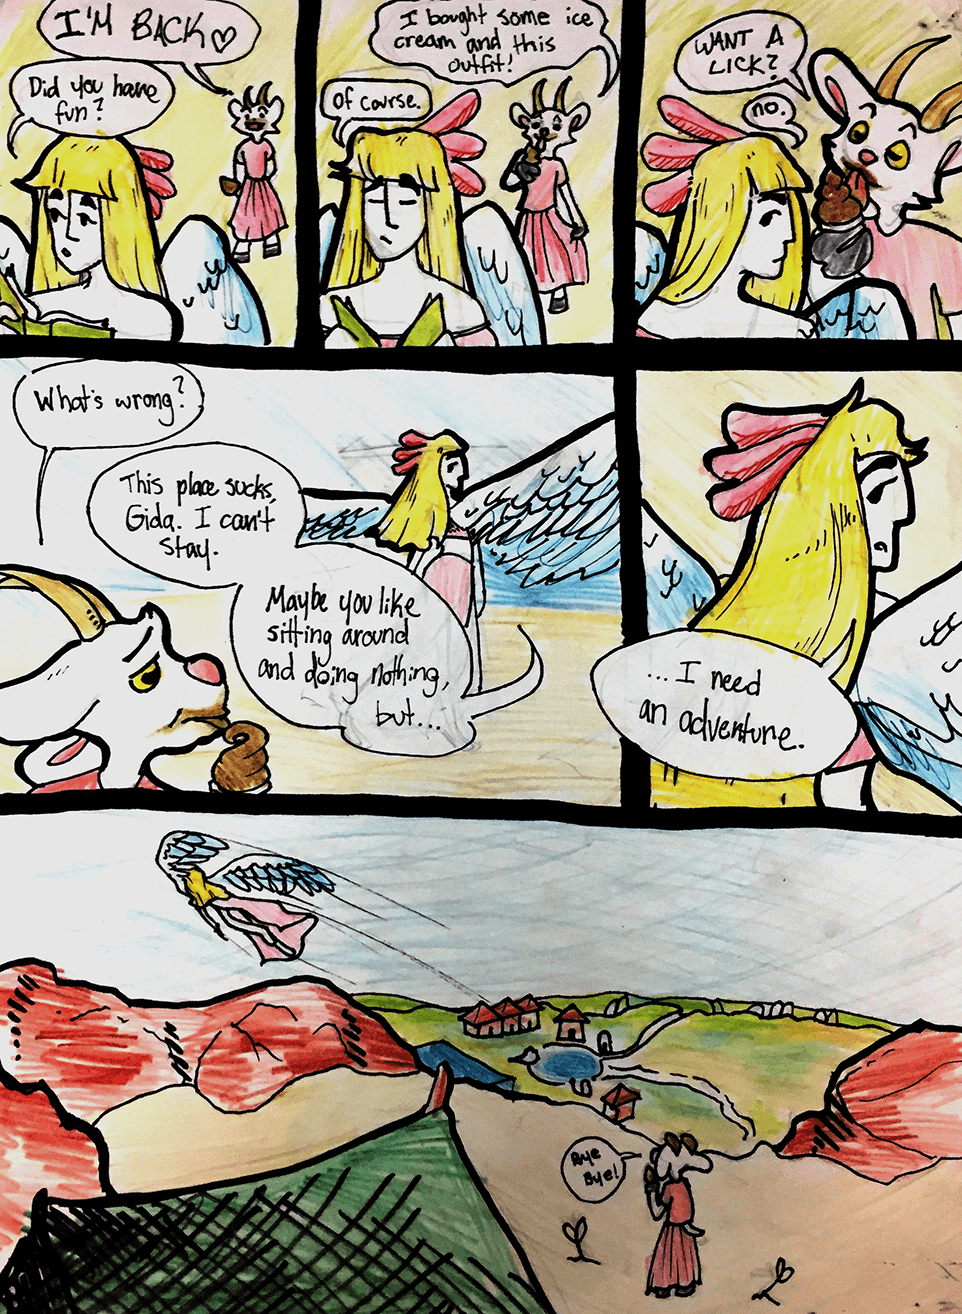 I'M BACK♡
Did you have
fun?
I bought some ice
cream and this
outfit!
Of course.
WANT A
LICK?
no.
What's wrong?
This place sucks,
Gida. I can't
stay.
Maybe you like
sitting around
and doing nothing,
but...
...I need
an adventure.
Bye
Bye!